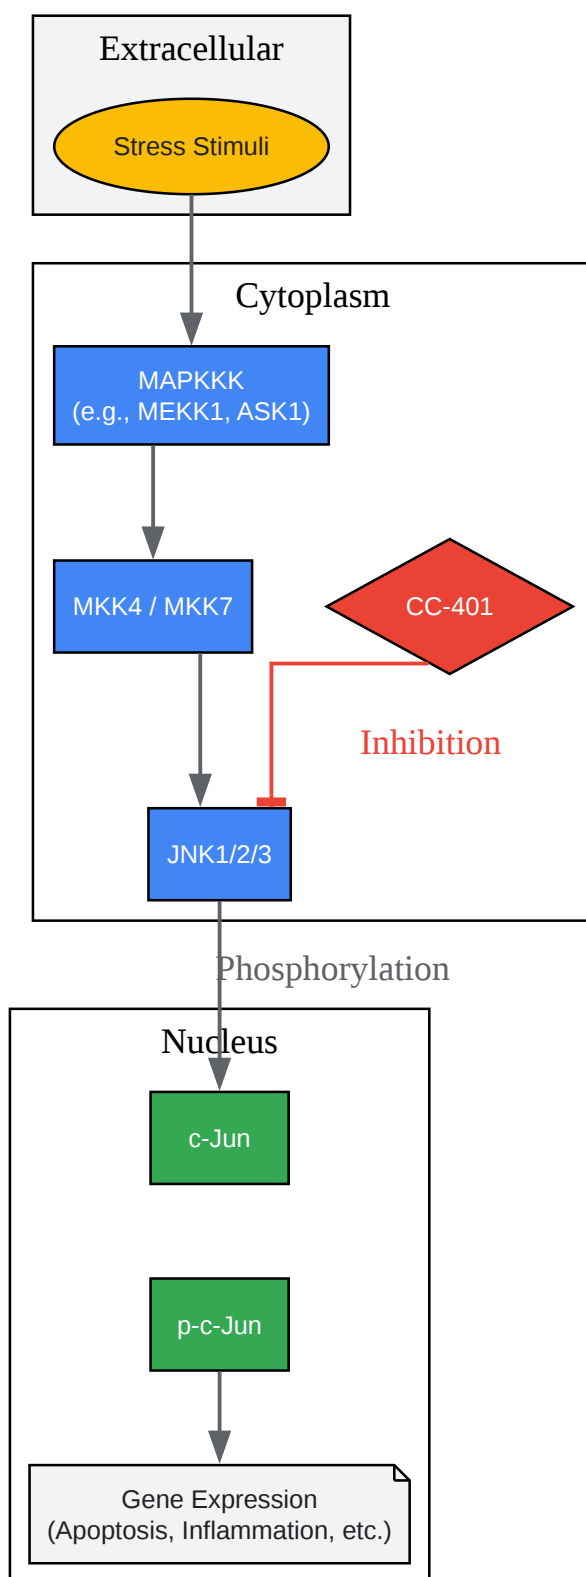 Extracellular
Stress Stimuli
Cytoplasm
MAPKKK
(e.g., MEKK1, ASK1)
MKK4 / MKK7
CC-401
Inhibition
JNK1/2/3
Phosphorylation
Nucleus
c-Jun
p-c-Jun
Gene Expression
(Apoptosis, Inflammation, etc.)